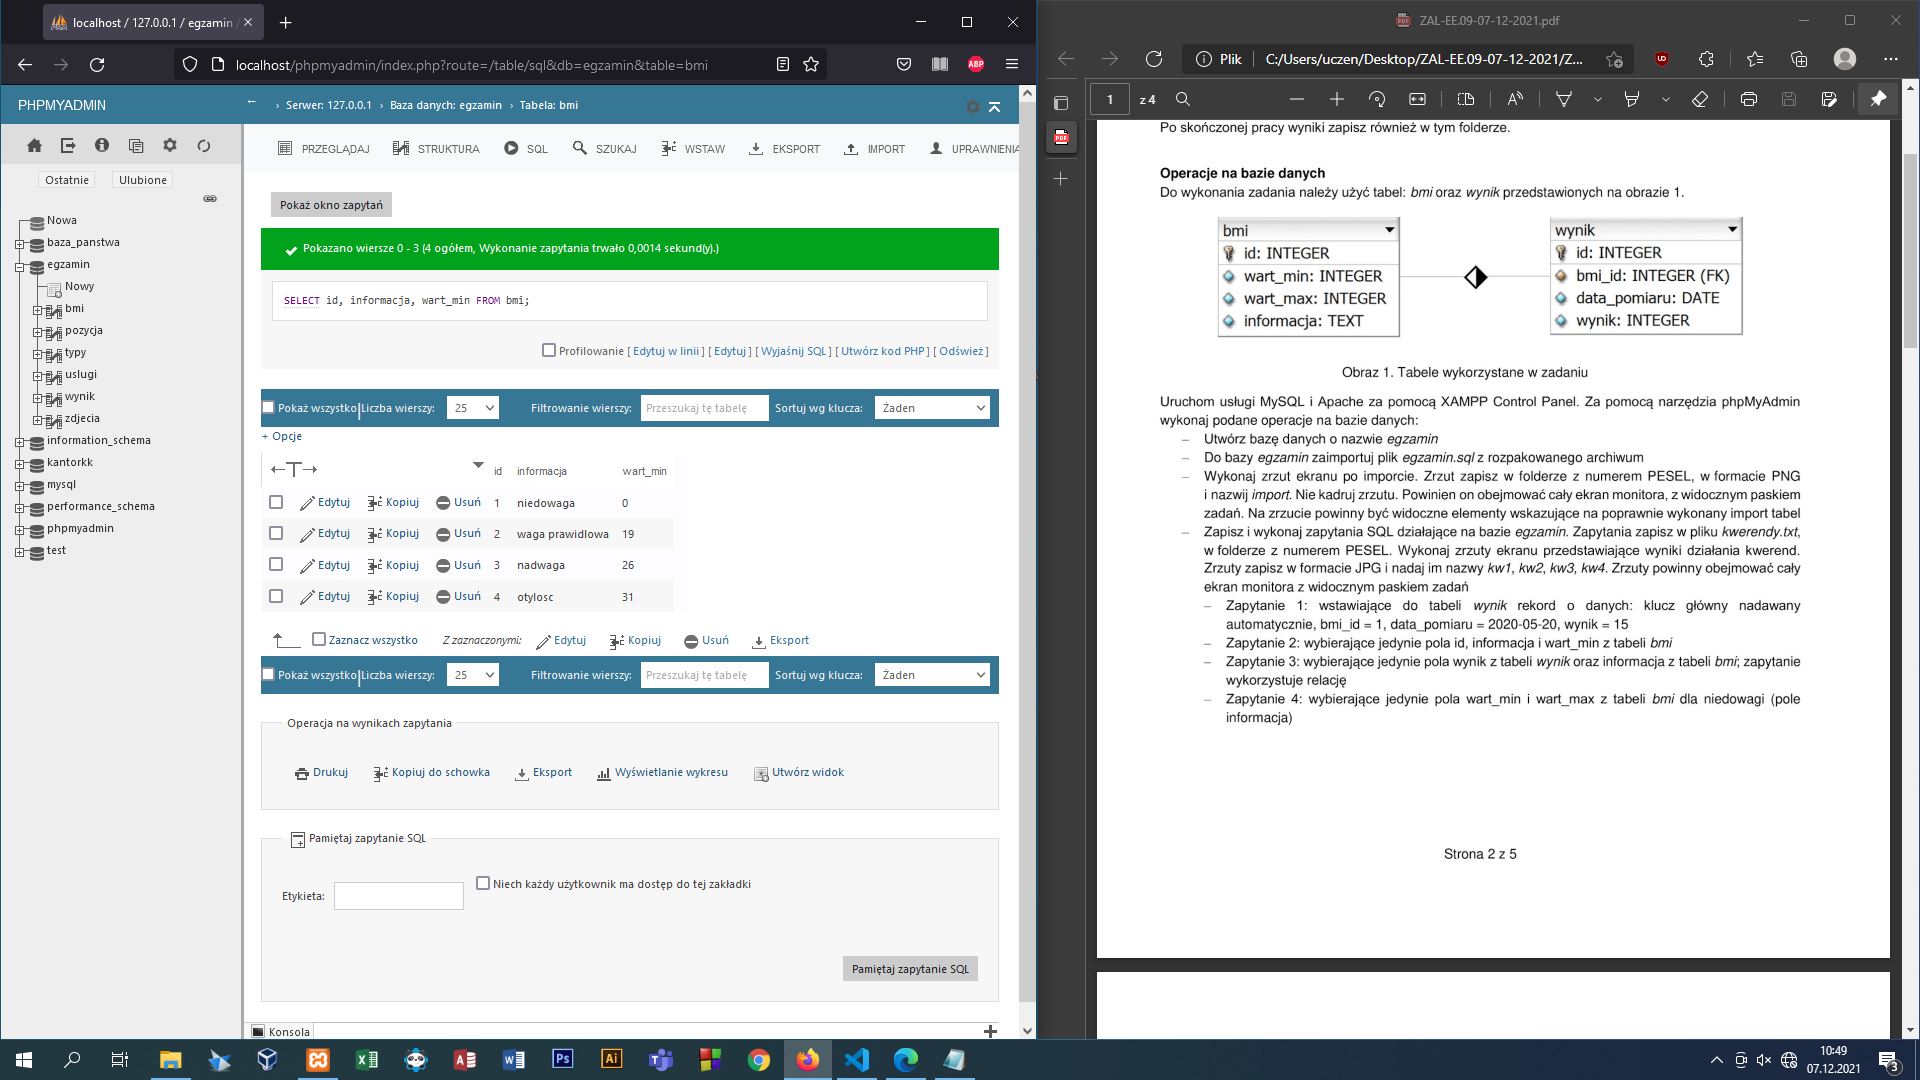 localhost / 127.0.0.1 / egzamin
localhost/phpmyadmin/index.php?route=/table/sql&db=egzamin&table=bmi
PHPMYADMIN
Ostatnie Ulubione
Nowa
baza_panstwa
egzamin
Nowy
bmi
pozycja
typy
uslugi
wynik
zdjecia
information_schema
kantorkk
mysql
performance_schema
phpmyadmin
test
← › Serwer: 127.0.0.1 › Baza danych: egzamin › Tabela: bmi
PRZEGLĄDAJ STRUKTURA SQL SZUKAJ WSTAW EKSPORT IMPORT UPRAWNIENIA
Pokaż okno zapytań
Pokazano wiersze 0 - 3 (4 ogółem, Wykonanie zapytania trwało 0,0014 sekund(y).)
SELECT id, informacja, wart_min FROM bmi;
Profilowanie [ Edytuj w linii ] [ Edytuj ] [ Wyjaśnij SQL ] [ Utwórz kod PHP ] [ Odśwież ]
Pokaż wszystko Liczba wierszy: 25 Filtrowanie wierszy: Przeszukaj tę tabelę Sortuj wg klucza: Żaden
+ Opcje
←T→ id informacja wart_min
Edytuj Kopiuj Usuń 1 niedowaga 0
Edytuj Kopiuj Usuń 2 waga prawidlowa 19
Edytuj Kopiuj Usuń 3 nadwaga 26
Edytuj Kopiuj Usuń 4 otylosc 31
Zaznacz wszystko Z zaznaczonymi: Edytuj Kopiuj Usuń Eksport
Pokaż wszystko Liczba wierszy: 25 Filtrowanie wierszy: Przeszukaj tę tabelę Sortuj wg klucza: Żaden
Operacja na wynikach zapytania
Drukuj Kopiuj do schowka Eksport Wyświetlanie wykresu Utwórz widok
Pamiętaj zapytanie SQL
Etykieta: Niech każdy użytkownik ma dostęp do tej zakładki
Pamiętaj zapytanie SQL
Konsola
ZAL-EE.09-07-12-2021.pdf
Plik C:/Users/uczen/Desktop/ZAL-EE.09-07-12-2021/Z...
1 z 4
Po skończonej pracy wyniki zapisz również w tym folderze.
Operacje na bazie danych
Do wykonania zadania należy użyć tabel: bmi oraz wynik przedstawionych na obrazie 1.
bmi
id: INTEGER
wart_min: INTEGER
wart_max: INTEGER
informacja: TEXT
wynik
id: INTEGER
bmi_id: INTEGER (FK)
data_pomiaru: DATE
wynik: INTEGER
Obraz 1. Tabele wykorzystane w zadaniu
Uruchom usługi MySQL i Apache za pomocą XAMPP Control Panel. Za pomocą narzędzia phpMyAdmin
wykonaj podane operacje na bazie danych:
– Utwórz bazę danych o nazwie egzamin
– Do bazy egzamin zaimportuj plik egzamin.sql z rozpakowanego archiwum
– Wykonaj zrzut ekranu po imporcie. Zrzut zapisz w folderze z numerem PESEL, w formacie PNG
i nazwij import. Nie kadruj zrzutu. Powinien on obejmować cały ekran monitora, z widocznym paskiem
zadań. Na zrzucie powinny być widoczne elementy wskazujące na poprawnie wykonany import tabel
– Zapisz i wykonaj zapytania SQL działające na bazie egzamin. Zapytania zapisz w pliku kwerendy.txt,
w folderze z numerem PESEL. Wykonaj zrzuty ekranu przedstawiające wyniki działania kwerend.
Zrzuty zapisz w formacie JPG i nadaj im nazwy kw1, kw2, kw3, kw4. Zrzuty powinny obejmować cały
ekran monitora z widocznym paskiem zadań
– Zapytanie 1: wstawiające do tabeli wynik rekord o danych: klucz główny nadawany
automatycznie, bmi_id = 1, data_pomiaru = 2020-05-20, wynik = 15
– Zapytanie 2: wybierające jedynie pola id, informacja i wart_min z tabeli bmi
– Zapytanie 3: wybierające jedynie pola wynik z tabeli wynik oraz informacja z tabeli bmi; zapytanie
wykorzystuje relację
– Zapytanie 4: wybierające jedynie pola wart_min i wart_max z tabeli bmi dla niedowagi (pole
informacja)
Strona 2 z 5
10:49
07.12.2021
3